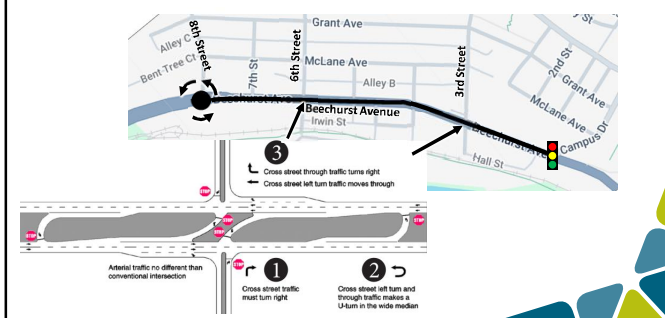 Grant Ave
Alley C
8th Street
Bent Tree Ct
7th St
6th Street
McLane Ave
Alley B
3rd Street
2nd St
Grant Ave
McLane Ave
Campus Dr
Beechurst Ave
Beechurst Avenue
Irwin St
Beechurst Ave
Hall St
3
Cross street through traffic turns right
Cross street left turn traffic moves through
STOP
STOP
STOP
STOP
STOP
STOP
Arterial traffic no different than
conventional intersection
1
Cross street traffic
must turn right
2
Cross street left turn and
through traffic makes a
U-turn in the wide median